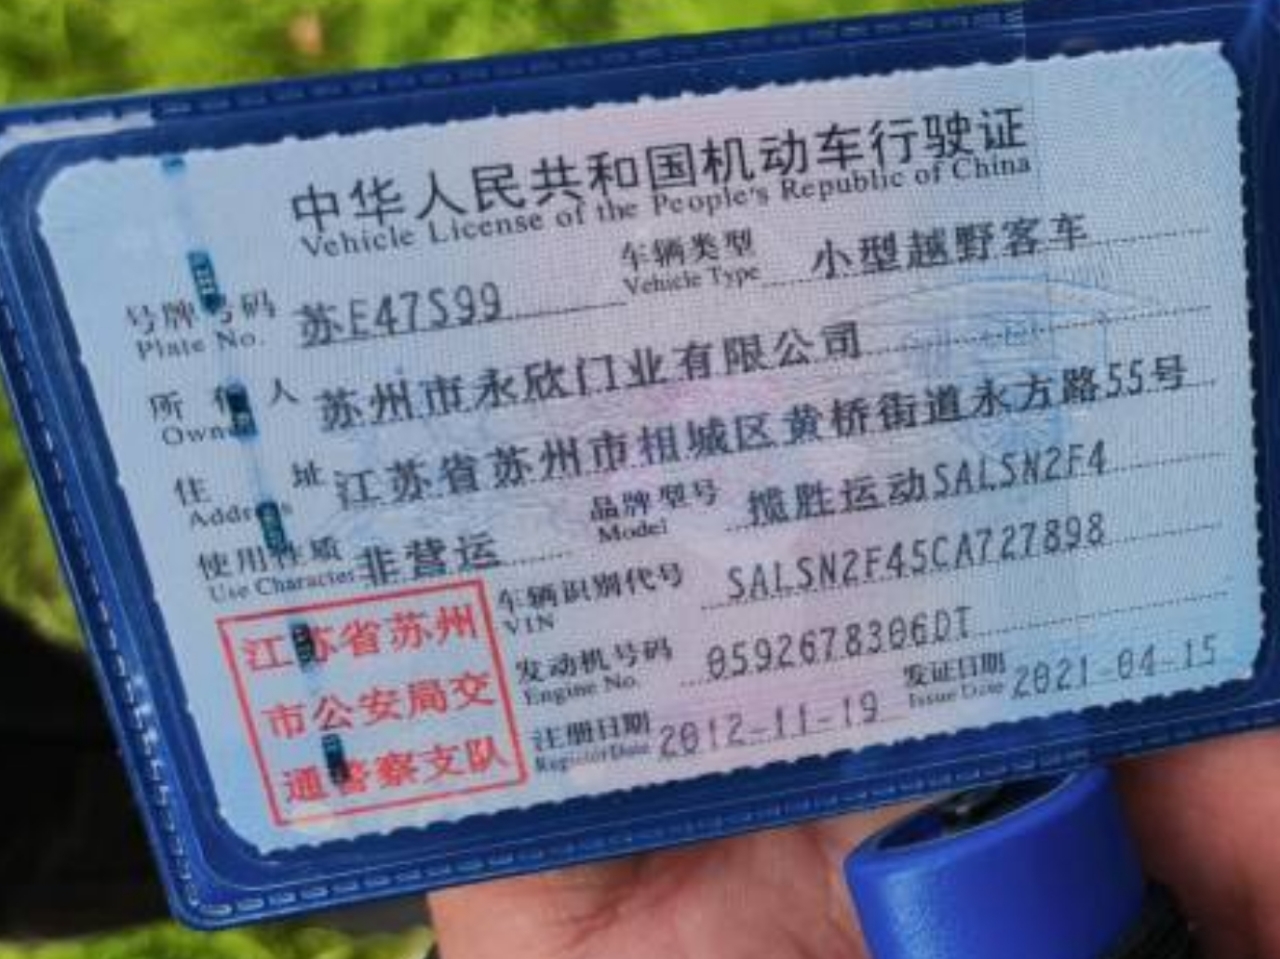 中华人民共和国机动车行驶证
Vehicle License of the People's Republic of China
号牌号码 苏E47S99 车辆类型 小型越野客车
Plate No. Vehicle Type
所有人 苏州市永欣门业有限公司
Owner
住址 江苏省苏州市相城区黄桥街道永方路55号
Address
使用性质 非营运 品牌型号 揽胜运动SALSN2F4
Use Character Model
车辆识别代号 SALSN2F45CA727898
VIN
发动机号码 0592678306DT
Engine No.
注册日期 2012-11-19 发证日期 2021-04-15
Register Date Issue Date
江苏省苏州
市公安局交
通警察支队